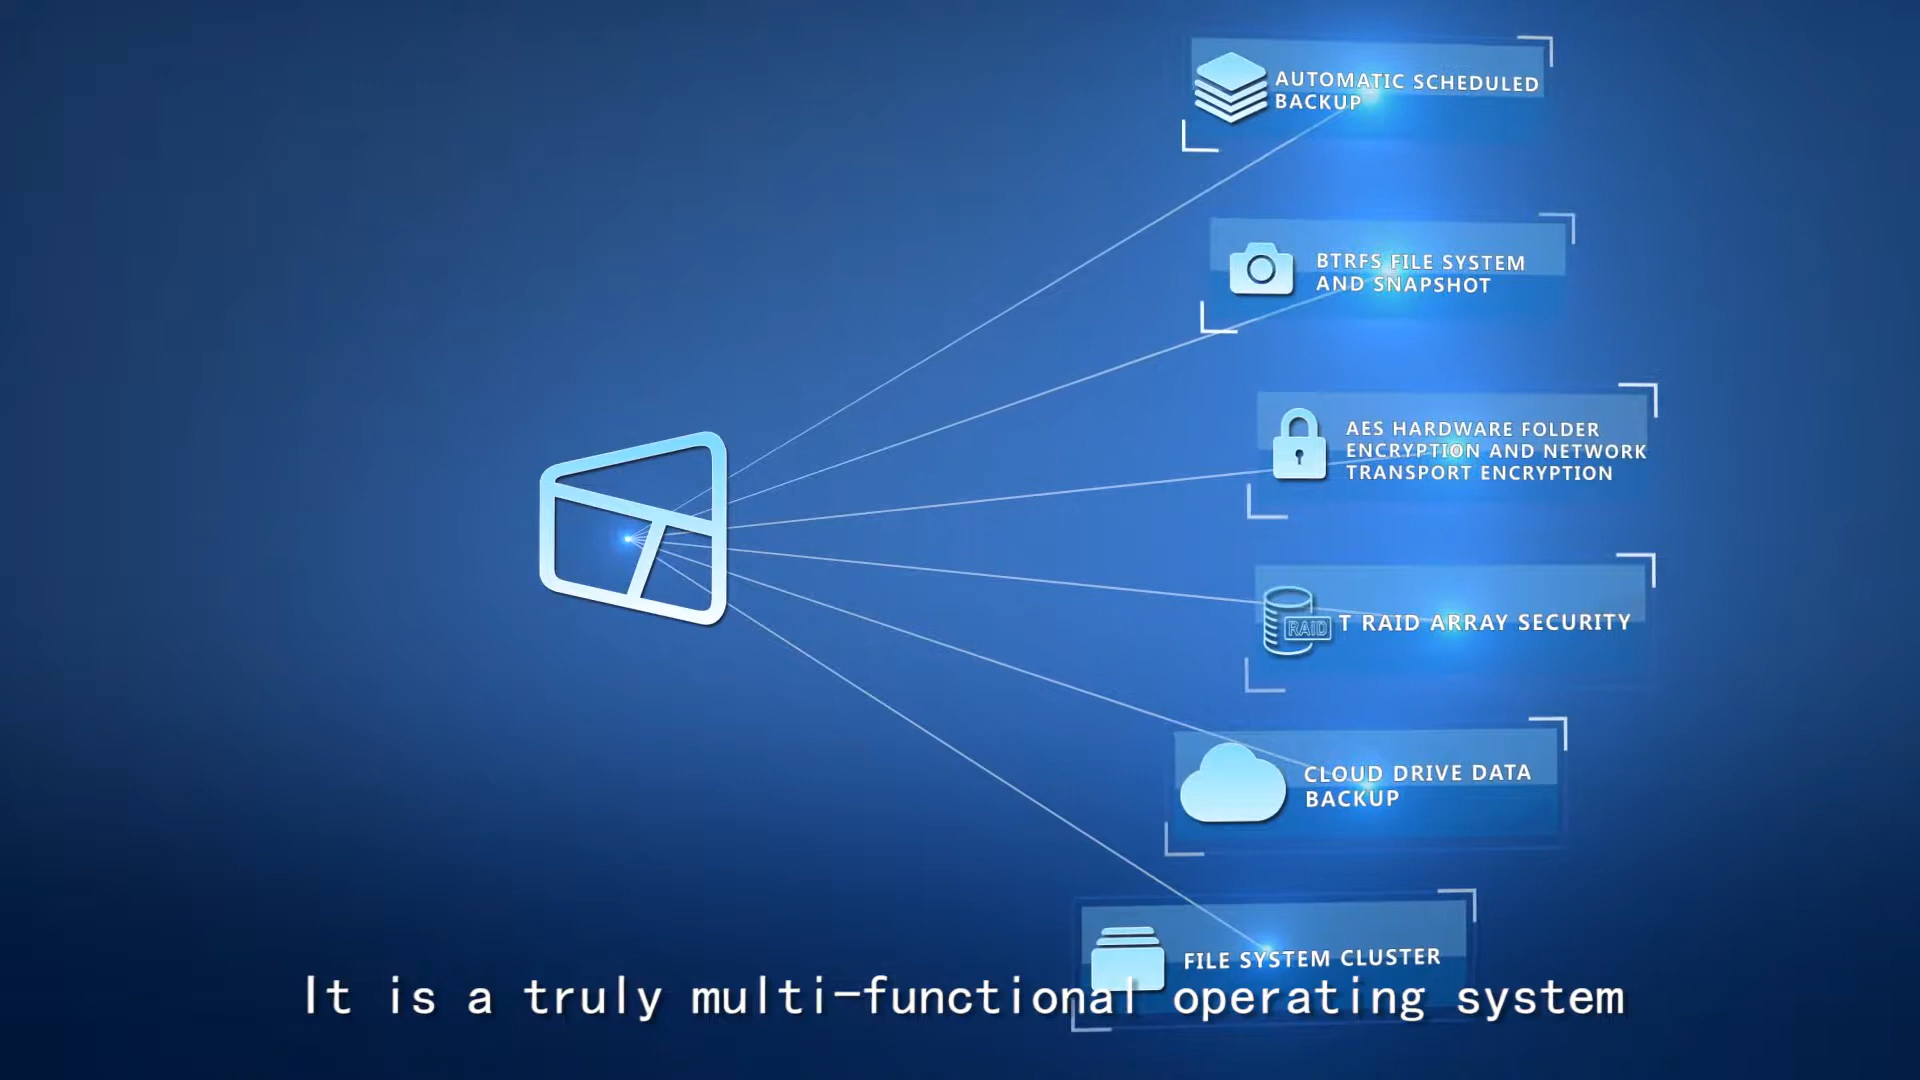 AUTOMATIC SCHEDULED
BACKUP
BTRFS FILE SYSTEM
AND SNAPSHOT
AES HARDWARE FOLDER
ENCRYPTION AND NETWORK
TRANSPORT ENCRYPTION
RAID
T RAID ARRAY SECURITY
CLOUD DRIVE DATA
BACKUP
FILE SYSTEM CLUSTER
It is a truly multi-functional operating system